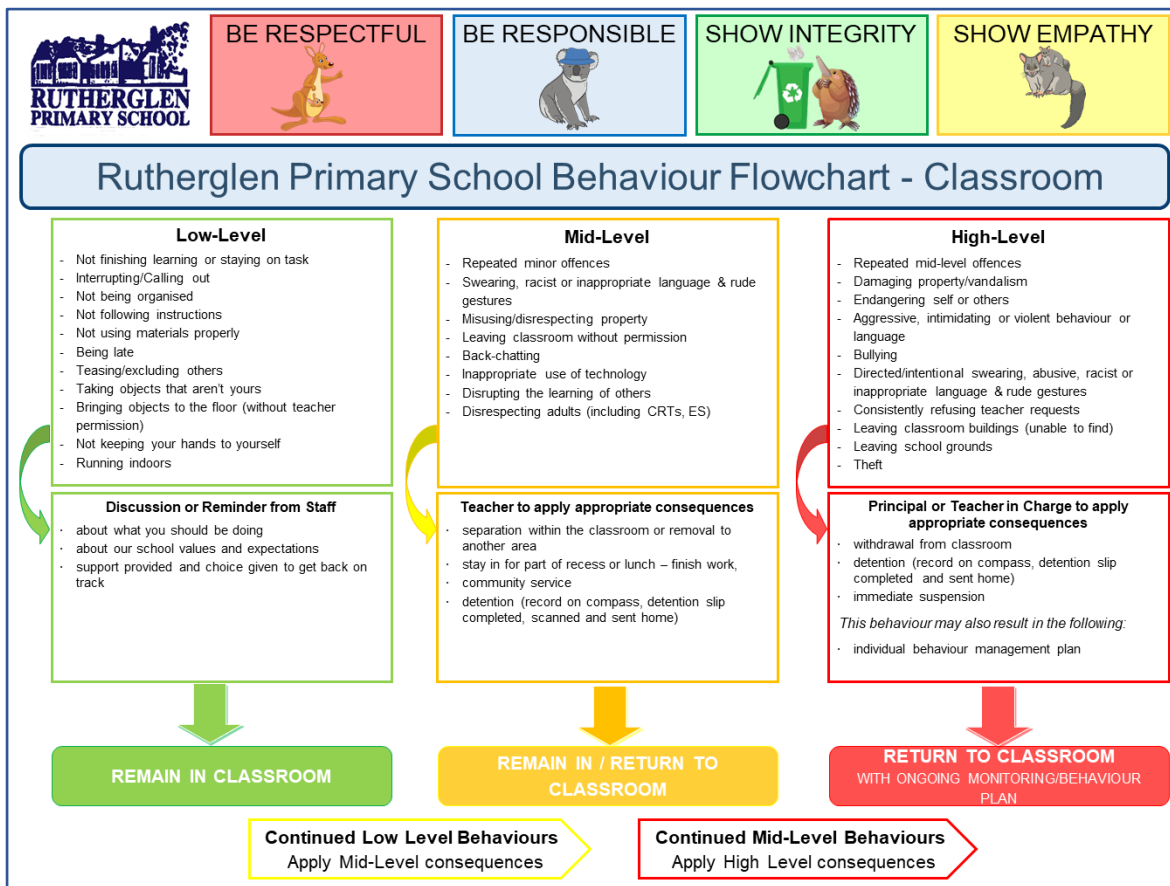 RUTHERGLEN
PRIMARY SCHOOL
BE RESPECTFUL
BE RESPONSIBLE
SHOW INTEGRITY
SHOW EMPATHY
Rutherglen Primary School Behaviour Flowchart - Classroom
Low-Level
- Not finishing learning or staying on task
- Interrupting/Calling out
- Not being organised
- Not following instructions
- Not using materials properly
- Being late
- Teasing/excluding others
- Taking objects that aren't yours
- Bringing objects to the floor (without teacher
permission)
- Not keeping your hands to yourself
- Running indoors
Discussion or Reminder from Staff
· about what you should be doing
· about our school values and expectations
· support provided and choice given to get back on
track
REMAIN IN CLASSROOM
Mid-Level
- Repeated minor offences
- Swearing, racist or inappropriate language & rude
gestures
- Misusing/disrespecting property
- Leaving classroom without permission
- Back-chatting
- Inappropriate use of technology
- Disrupting the learning of others
- Disrespecting adults (including CRTs, ES)
Teacher to apply appropriate consequences
· separation within the classroom or removal to
another area
· stay in for part of recess or lunch – finish work,
· community service
· detention (record on compass, detention slip
completed, scanned and sent home)
REMAIN IN / RETURN TO
CLASSROOM
High-Level
- Repeated mid-level offences
- Damaging property/vandalism
- Endangering self or others
- Aggressive, intimidating or violent behaviour or
language
- Bullying
- Directed/intentional swearing, abusive, racist or
inappropriate language & rude gestures
- Consistently refusing teacher requests
- Leaving classroom buildings (unable to find)
- Leaving school grounds
- Theft
Principal or Teacher in Charge to apply
appropriate consequences
· withdrawal from classroom
· detention (record on compass, detention slip
completed and sent home)
· immediate suspension
This behaviour may also result in the following:
· individual behaviour management plan
RETURN TO CLASSROOM
WITH ONGOING MONITORING/BEHAVIOUR
PLAN
Continued Low Level Behaviours
Apply Mid-Level consequences
Continued Mid-Level Behaviours
Apply High Level consequences